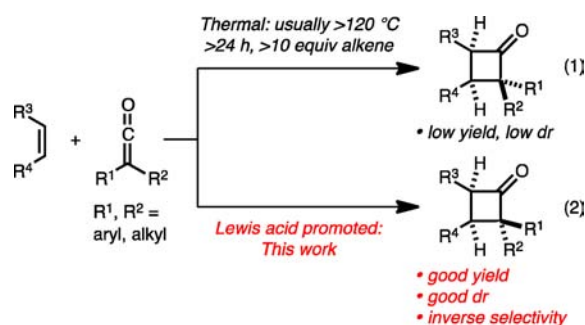 Thermal: usually >120 °C
>24 h, >10 equiv alkene
R³
R⁴
+
O
R¹ R²
R¹, R² =
aryl, alkyl
H
R³ O
R⁴ R¹
H R²
(1)
• low yield, low dr
Lewis acid promoted:
This work
H
R³ O
R⁴ R¹
H R²
(2)
• good yield
• good dr
• inverse selectivity